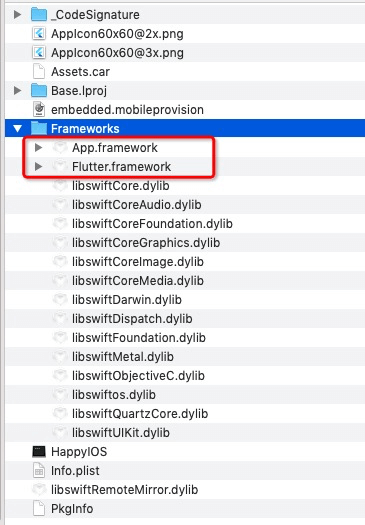 _CodeSignature
AppIcon60x60@2x.png
AppIcon60x60@3x.png
Assets.car
Base.lproj
embedded.mobileprovision
Frameworks
App.framework
Flutter.framework
libswiftCore.dylib
libswiftCoreAudio.dylib
libswiftCoreFoundation.dylib
libswiftCoreGraphics.dylib
libswiftCoreImage.dylib
libswiftCoreMedia.dylib
libswiftDarwin.dylib
libswiftDispatch.dylib
libswiftFoundation.dylib
libswiftMetal.dylib
libswiftObjectiveC.dylib
libswiftos.dylib
libswiftQuartzCore.dylib
libswiftUIKit.dylib
HappyIOS
Info.plist
libswiftRemoteMirror.dylib
PkgInfo